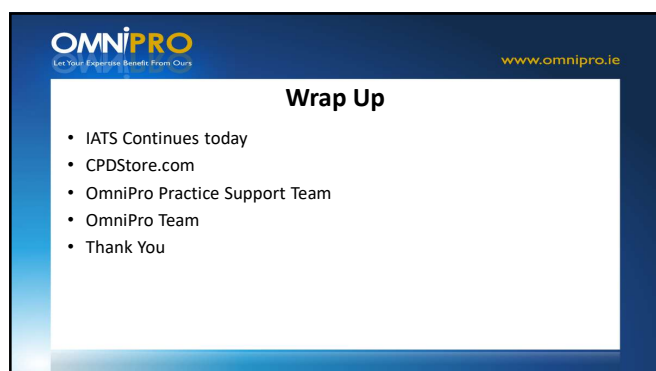 OMNIPRO
Let Your Expertise Benefit From Ours
www.omnipro.ie
Wrap Up
• IATS Continues today
• CPDStore.com
• OmniPro Practice Support Team
• OmniPro Team
• Thank You